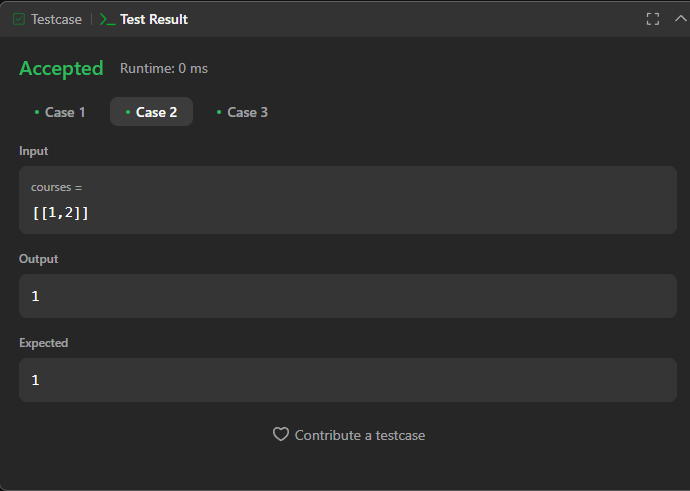 Testcase | >_ Test Result
Accepted Runtime: 0 ms
• Case 1 • Case 2 • Case 3
Input
courses =
[[1,2]]
Output
1
Expected
1
Contribute a testcase